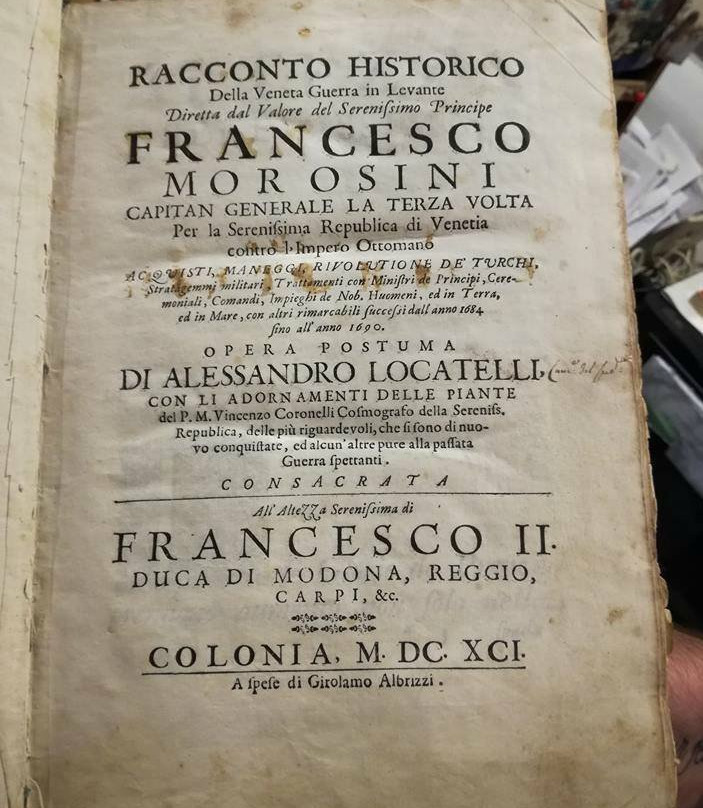 RACCONTO HISTORICO
Della Veneta Guerra in Levante
Diretta dal Valore del Sereniſſimo Principe
FRANCESCO
MOROSINI
CAPITAN GENERALE LA TERZA VOLTA
Per la Sereniſſima Republica di Venetia
contro l'Impero Ottomano
ACQUISTI, MANEGGI, RIVOLUTIONE DE' TURCHI,
Stratagemmi militari, Trattamenti con Miniſtri de Principi, Cere-
moniali, Comandi, Impieghi de Nob. Huomeni, ed in Terra,
ed in Mare, con altri rimarcabili ſucceſſi dall'anno 1684
ſino all'anno 1690.
OPERA POSTUMA
DI ALESSANDRO LOCATELLI,
CON LI ADORNAMENTI DELLE PIANTE
del P. M. Vincenzo Coronelli Coſmografo della Sereniſs.
Republica, delle più riguardevoli, che ſi ſono di nuo-
vo conquiſtate, ed alcun'altre pure alla paſſata
Guerra ſpettanti.
CONSACRATA
All'Altezza Sereniſsima di
FRANCESCO II.
DUCA DI MODONA, REGGIO,
CARPI, &c.
COLONIA, M. DC. XCI.
A ſpeſe di Girolamo Albrizzi.